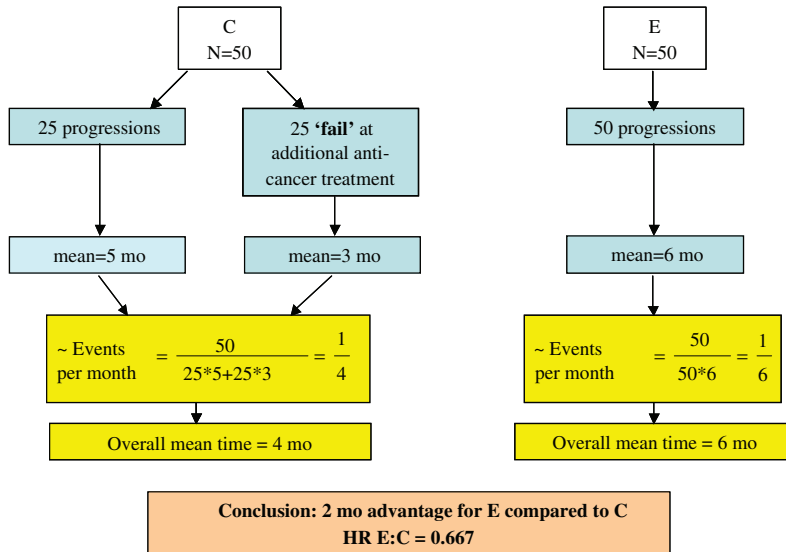 C
N=50
E
N=50
25 progressions
25 ‘fail’ at
additional anti-
cancer treatment
50 progressions
mean=5 mo
mean=3 mo
mean=6 mo
~ Events
per month
= 50 / 25*5+25*3 = 1 / 4
~ Events
per month
= 50 / 50*6 = 1 / 6
Overall mean time = 4 mo
Overall mean time = 6 mo
Conclusion: 2 mo advantage for E compared to C
HR E:C = 0.667